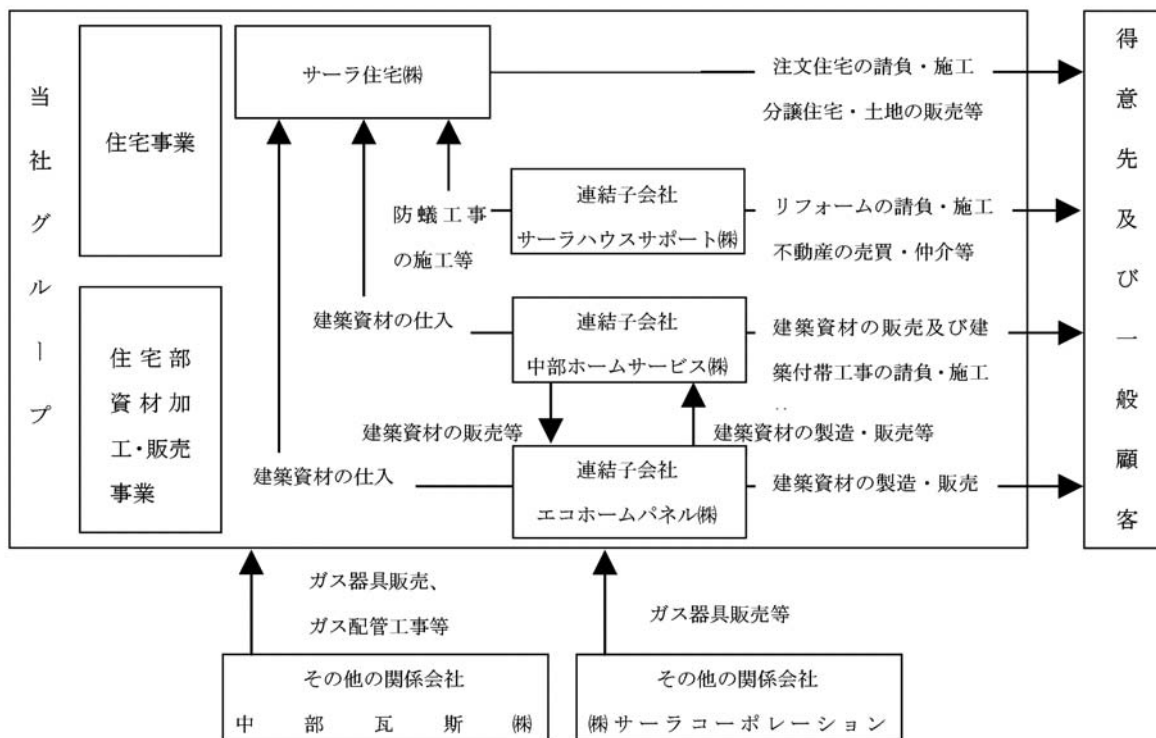 当社グループ
住宅事業
サーラ住宅㈱
注文住宅の請負・施工
分譲住宅・土地の販売等
得意先及び一般顧客
防蟻工事
の施工等
連結子会社
サーラハウスサポート㈱
リフォームの請負・施工
不動産の売買・仲介等
住宅部
資材加
工・販売
事業
建築資材の仕入
連結子会社
中部ホームサービス㈱
建築資材の販売及び建
築付帯工事の請負・施工
‥
建築資材の販売等
建築資材の製造・販売等
建築資材の仕入
連結子会社
エコホームパネル㈱
建築資材の製造・販売
ガス器具販売、
ガス配管工事等
ガス器具販売等
その他の関係会社
中部瓦斯㈱
その他の関係会社
㈱サーラコーポレーション